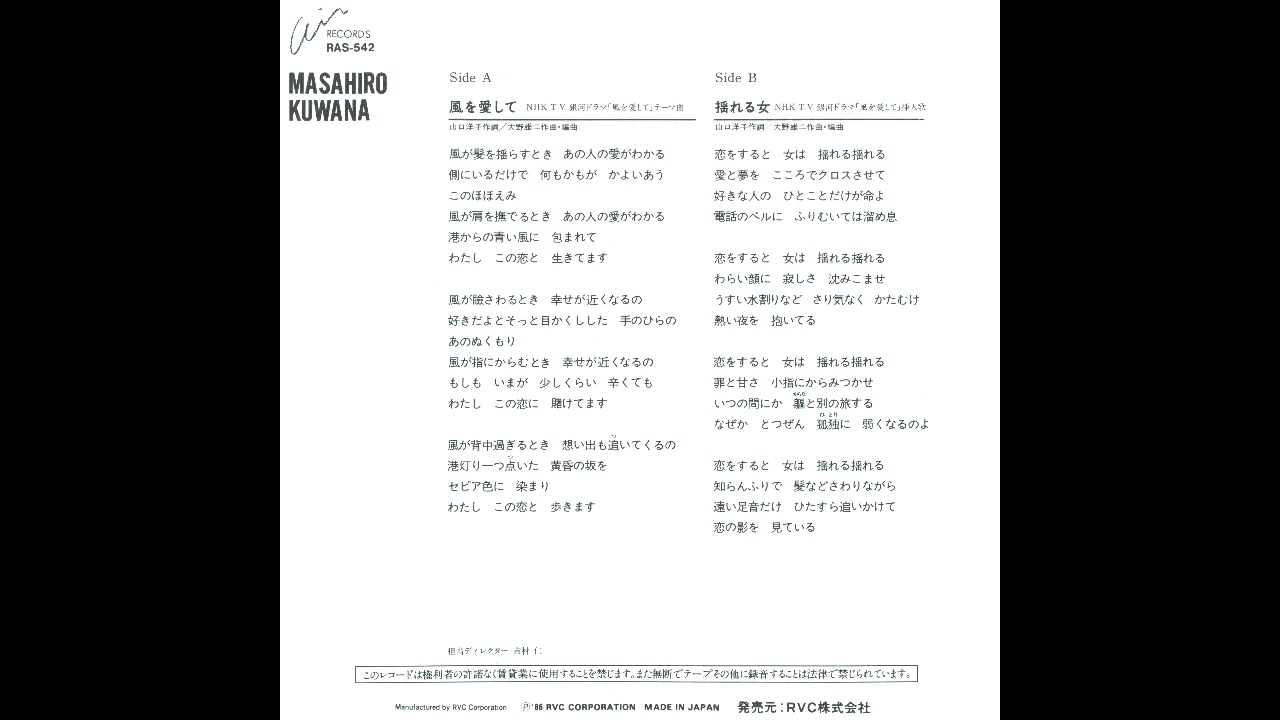 air RECORDS
RAS-542
MASAHIRO
KUWANA
Side A
風を愛して NHK T.V. 銀河ドラマ「風を愛して」テーマ曲
山口洋子作詞／大野雄二作曲・編曲
風が髪を揺らすとき あの人の愛がわかる
側にいるだけで 何もかもが かよいあう
このほほえみ
風が肩を撫でるとき あの人の愛がわかる
港からの青い風に 包まれて
わたし この恋と 生きてます
風が瞼さわるとき 幸せが近くなるの
好きだよとそっと目かくしした 手のひらの
あのぬくもり
風が指にからむとき 幸せが近くなるの
もしも いまが 少しくらい 辛くても
わたし この恋に 賭けてます
風が背中過ぎるとき 想い出も追いてくるの
港灯り一つ点いた 黄昏の坂を
セピア色に 染まり
わたし この恋と 歩きます
Side B
揺れる女 NHK T.V. 銀河ドラマ「風を愛して」挿入歌
山口洋子作詞／大野雄二作曲・編曲
恋をすると 女は 揺れる揺れる
愛と夢を こころでクロスさせて
好きな人の ひとことだけが命よ
電話のベルに ふりむいては溜め息
恋をすると 女は 揺れる揺れる
わらい顔に 寂しさ 沈みこませ
うすい水割りなど さり気なく かたむけ
熱い夜を 抱いてる
恋をすると 女は 揺れる揺れる
罪と甘さ 小指にからみつかせ
いつの間にか 軀と別の旅する
なぜか とつぜん 孤独に 弱くなるのよ
恋をすると 女は 揺れる揺れる
知らんふりで 髪などさわりながら
遠い足音だけ ひたすら追いかけて
恋の影を 見ている
担当ディレクター 吉村 仁
このレコードは権利者の許諾なく賃貸業に使用することを禁じます。また無断でテープその他に録音することは法律で禁じられています。
Manufactured by RVC Corporation Ⓟ'86 RVC CORPORATION MADE IN JAPAN 発売元：RVC株式会社